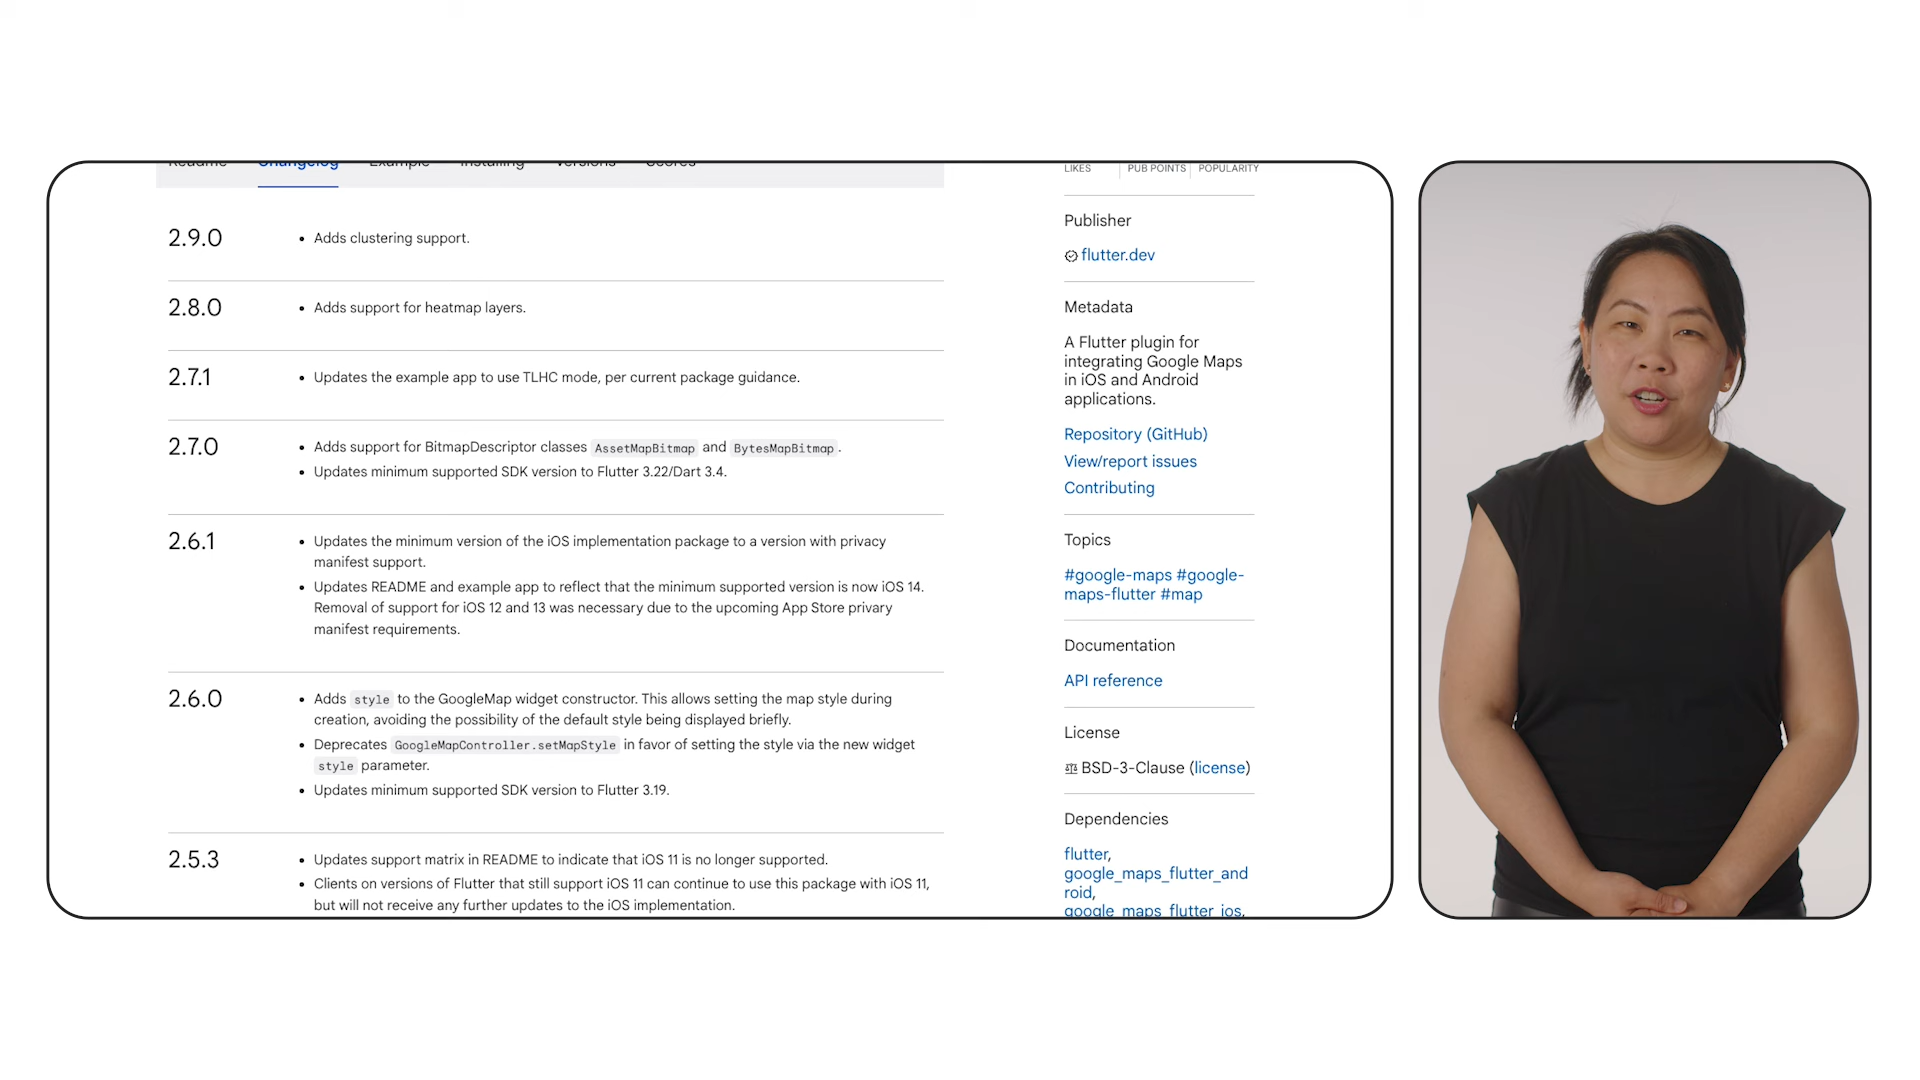 Readme Changelog Example Installing Versions Scores
2.9.0
Adds clustering support.
2.8.0
Adds support for heatmap layers.
2.7.1
Updates the example app to use TLHC mode, per current package guidance.
2.7.0
Adds support for BitmapDescriptor classes AssetMapBitmap and BytesMapBitmap.
Updates minimum supported SDK version to Flutter 3.22/Dart 3.4.
2.6.1
Updates the minimum version of the iOS implementation package to a version with privacy
manifest support.
Updates README and example app to reflect that the minimum supported version is now iOS 14.
Removal of support for iOS 12 and 13 was necessary due to the upcoming App Store privary
manifest requirements.
2.6.0
Adds style to the GoogleMap widget constructor. This allows setting the map style during
creation, avoiding the possibility of the default style being displayed briefly.
Deprecates GoogleMapController.setMapStyle in favor of setting the style via the new widget
style parameter.
Updates minimum supported SDK version to Flutter 3.19.
2.5.3
Updates support matrix in README to indicate that iOS 11 is no longer supported.
Clients on versions of Flutter that still support iOS 11 can continue to use this package with iOS 11,
but will not receive any further updates to the iOS implementation.
LIKES PUB POINTS POPULARITY
Publisher
flutter.dev
Metadata
A Flutter plugin for
integrating Google Maps
in iOS and Android
applications.
Repository (GitHub)
View/report issues
Contributing
Topics
#google-maps #google-
maps-flutter #map
Documentation
API reference
License
BSD-3-Clause (license)
Dependencies
flutter,
google_maps_flutter_and
roid,
google_maps_flutter_ios,